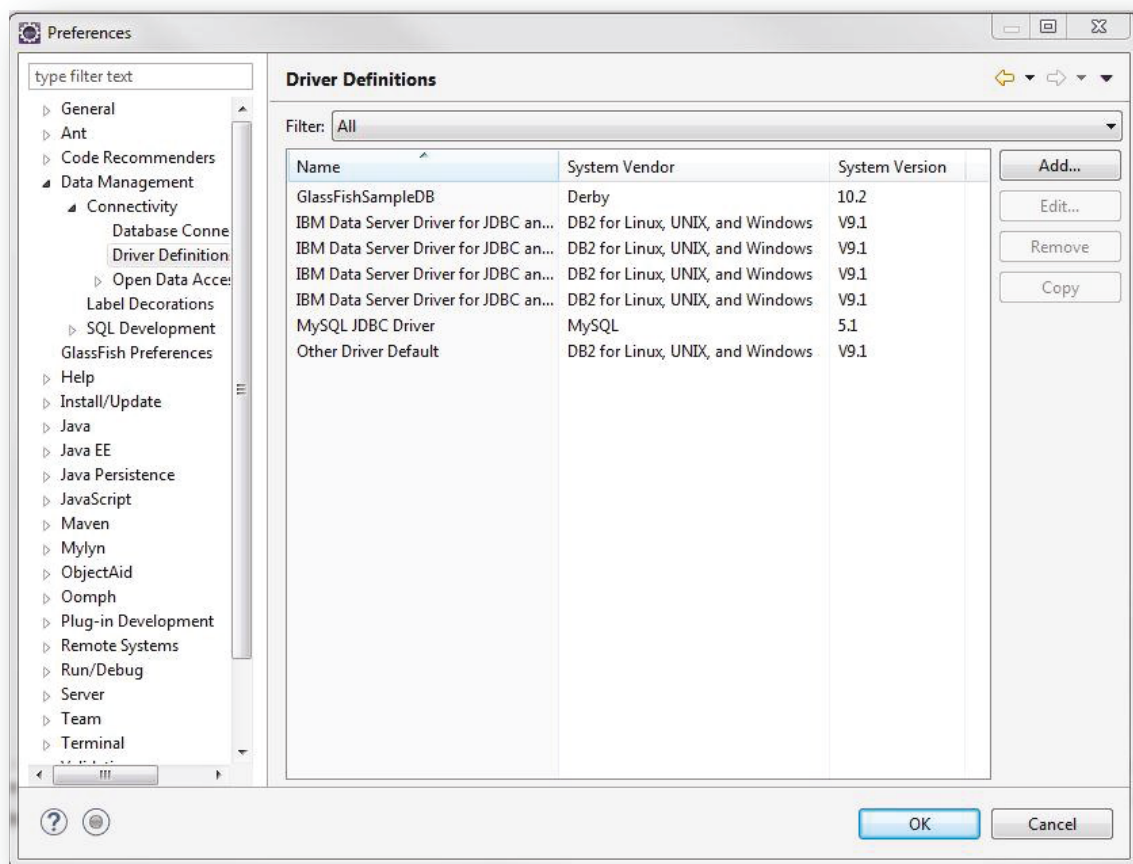 Preferences
type filter text
General
Ant
Code Recommenders
Data Management
Connectivity
Database Conne
Driver Definition
Open Data Acce
Label Decorations
SQL Development
GlassFish Preferences
Help
Install/Update
Java
Java EE
Java Persistence
JavaScript
Maven
Mylyn
ObjectAid
Oomph
Plug-in Development
Remote Systems
Run/Debug
Server
Team
Terminal
Driver Definitions
Filter: All
Name System Vendor System Version
GlassFishSampleDB Derby 10.2
IBM Data Server Driver for JDBC an... DB2 for Linux, UNIX, and Windows V9.1
IBM Data Server Driver for JDBC an... DB2 for Linux, UNIX, and Windows V9.1
IBM Data Server Driver for JDBC an... DB2 for Linux, UNIX, and Windows V9.1
IBM Data Server Driver for JDBC an... DB2 for Linux, UNIX, and Windows V9.1
MySQL JDBC Driver MySQL 5.1
Other Driver Default DB2 for Linux, UNIX, and Windows V9.1
Add...
Edit...
Remove
Copy
OK Cancel